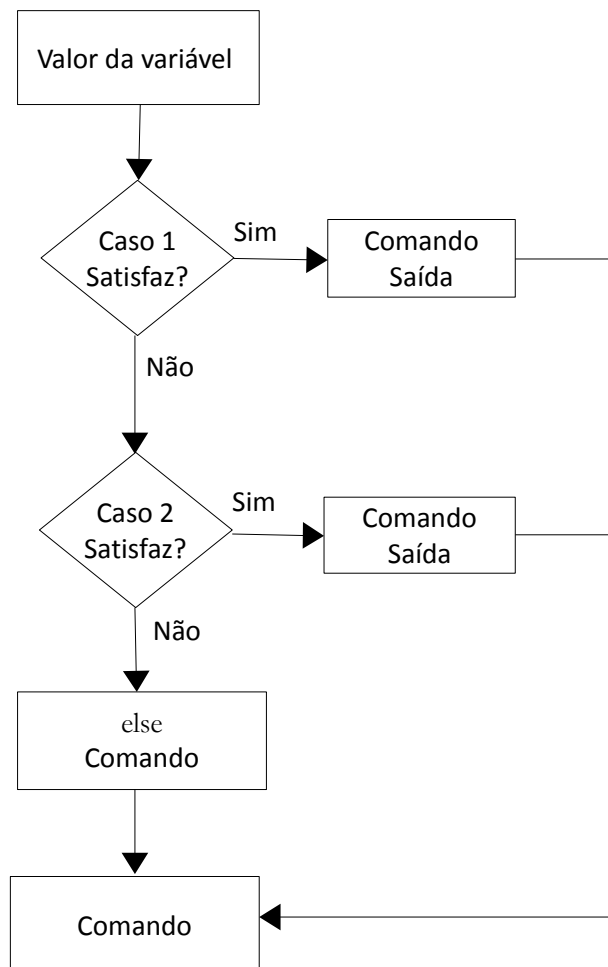 Valor da variável
Caso 1
Satisfaz?
Sim
Comando
Saída
Não
Caso 2
Satisfaz?
Sim
Comando
Saída
Não
else
Comando
Comando